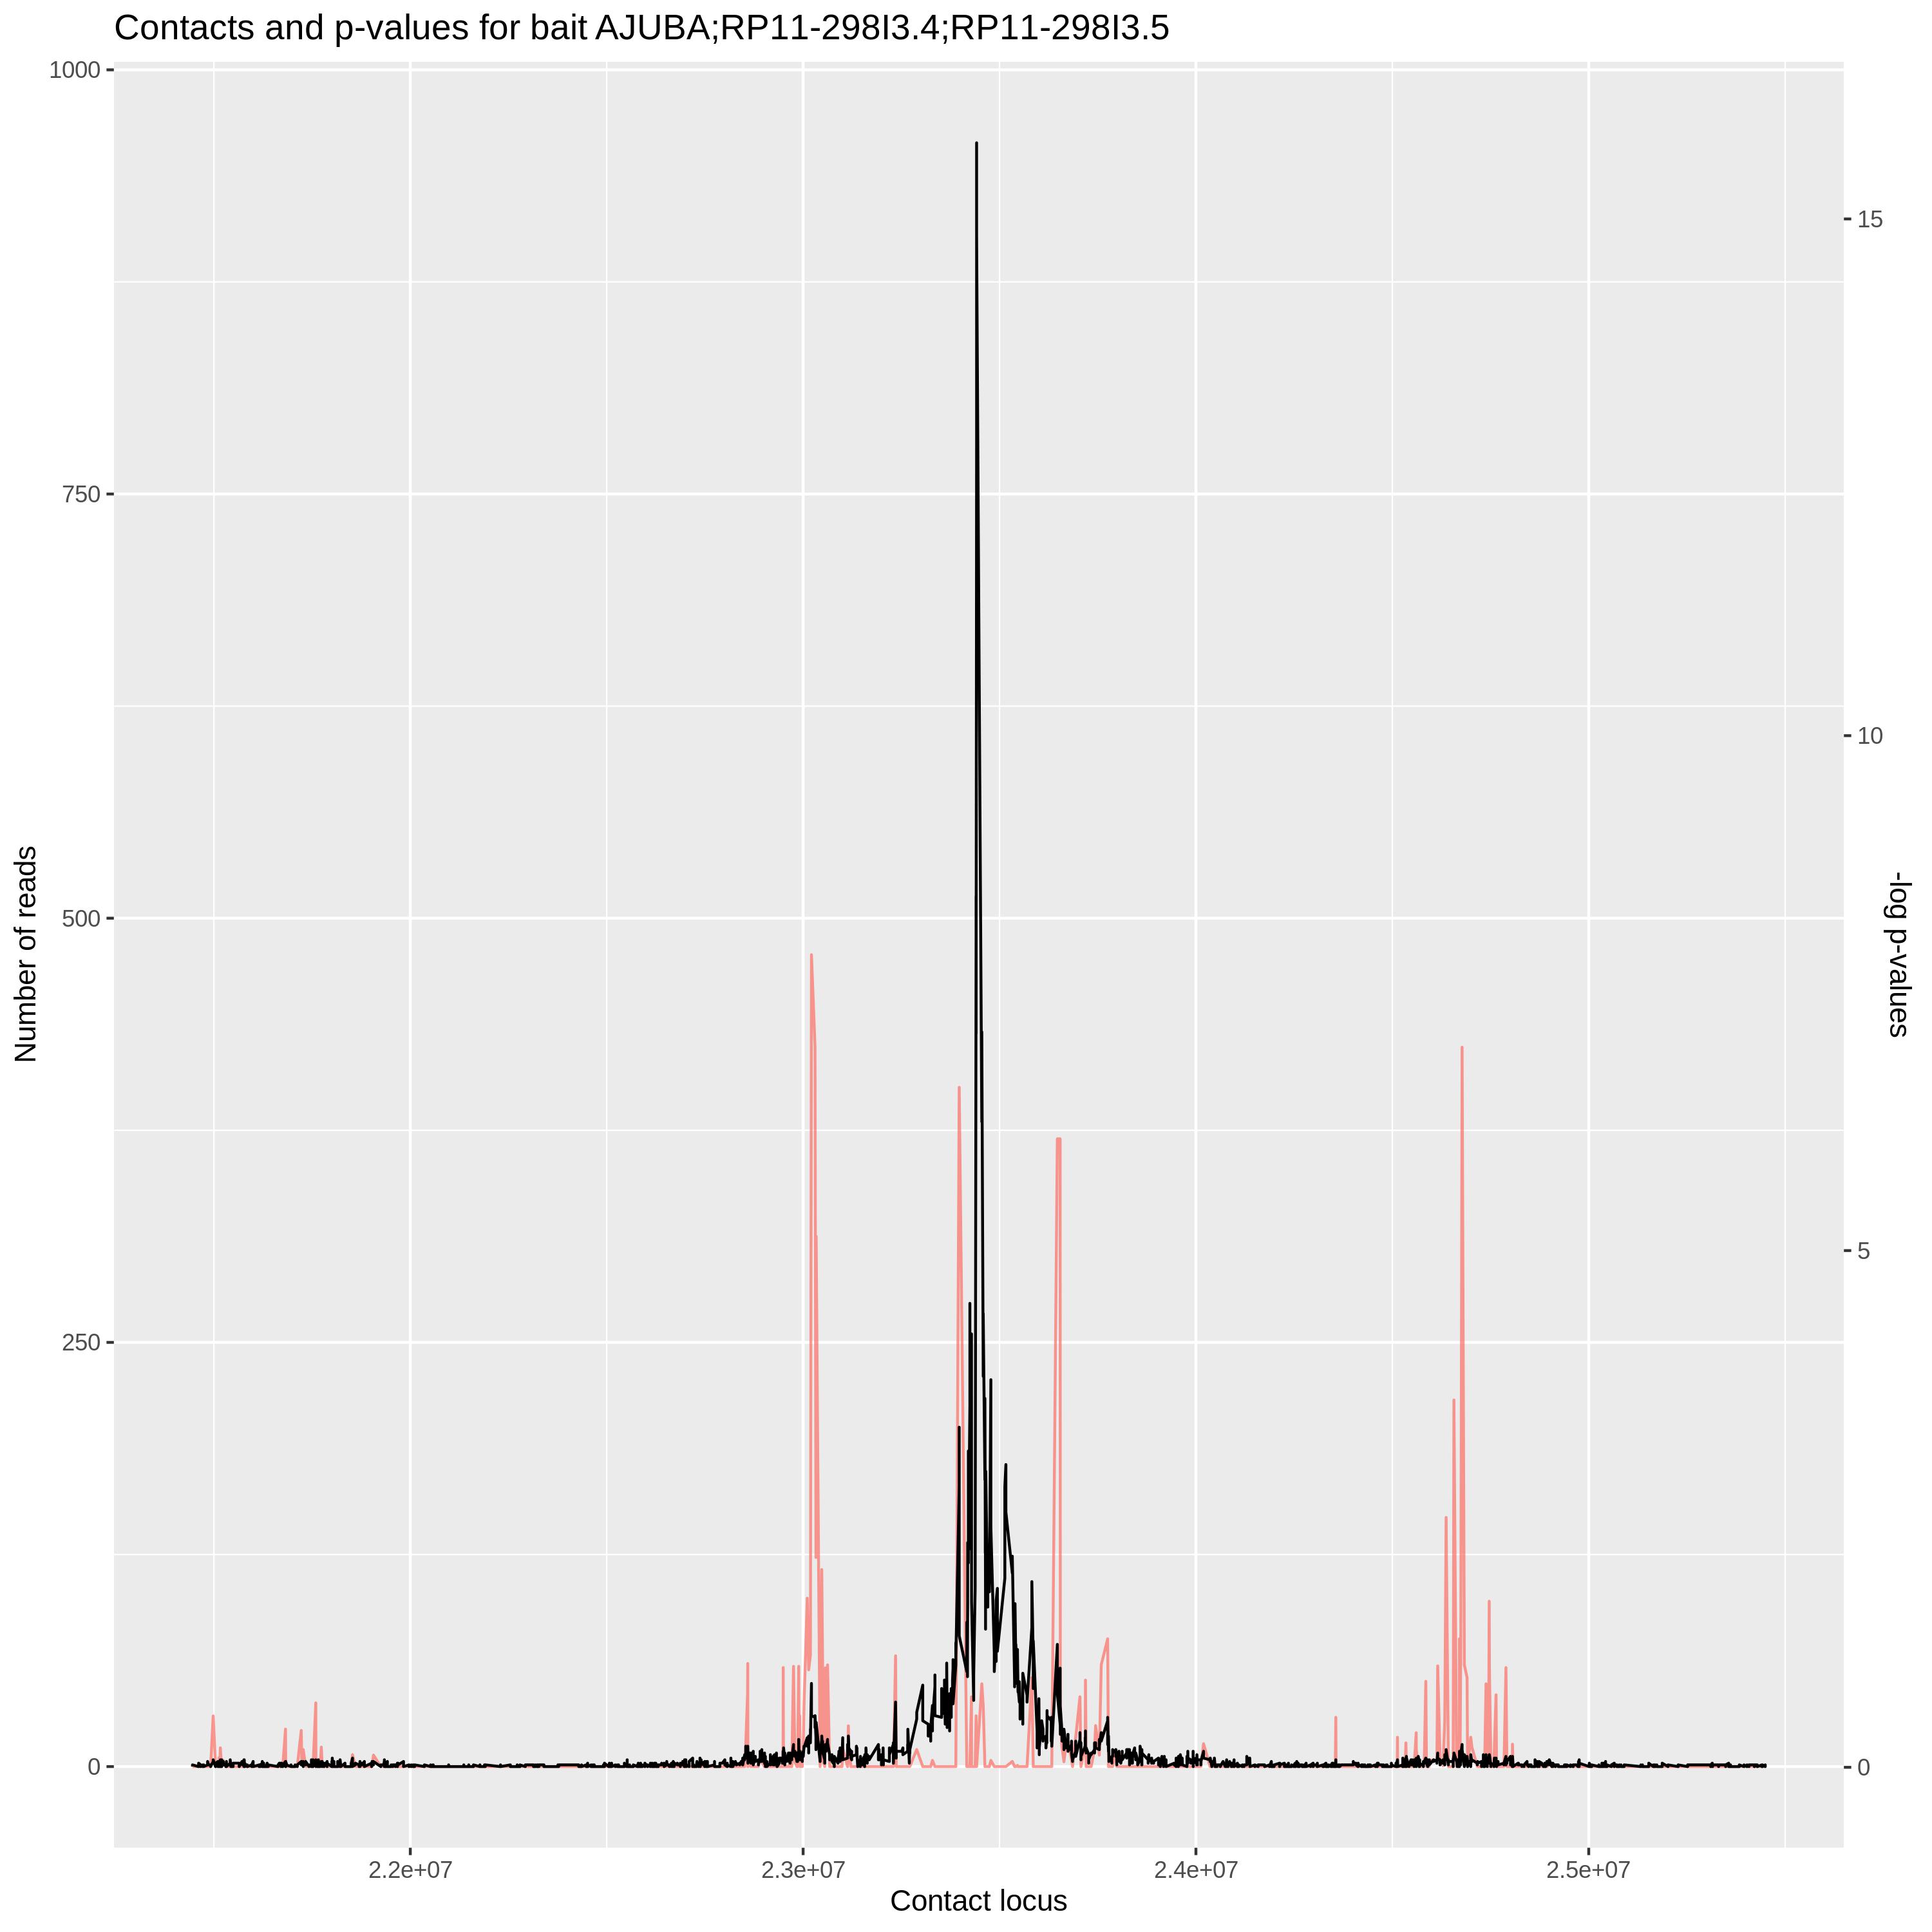 Contacts and p-values for bait AJUBA;RP11-298I3.4;RP11-298I3.5
1000
750
500
250
0
Number of reads
15
10
5
0
-log p-values
2.2e+07
2.3e+07
2.4e+07
2.5e+07
Contact locus